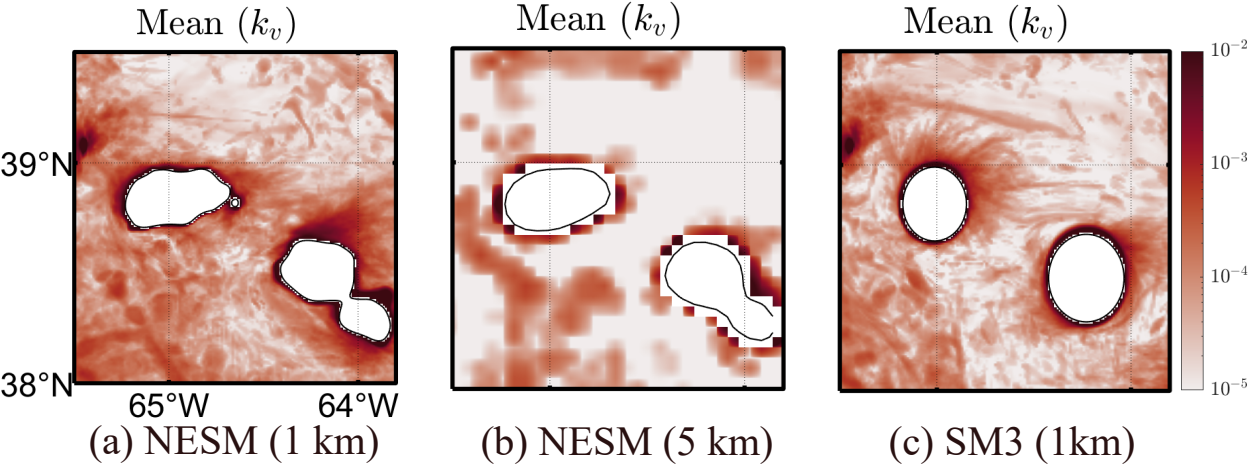 Mean (k_v)
Mean (k_v)
Mean (k_v)
39°N
38°N
65°W
64°W
10⁻²
10⁻³
10⁻⁴
10⁻⁵
(a) NESM (1 km)
(b) NESM (5 km)
(c) SM3 (1km)